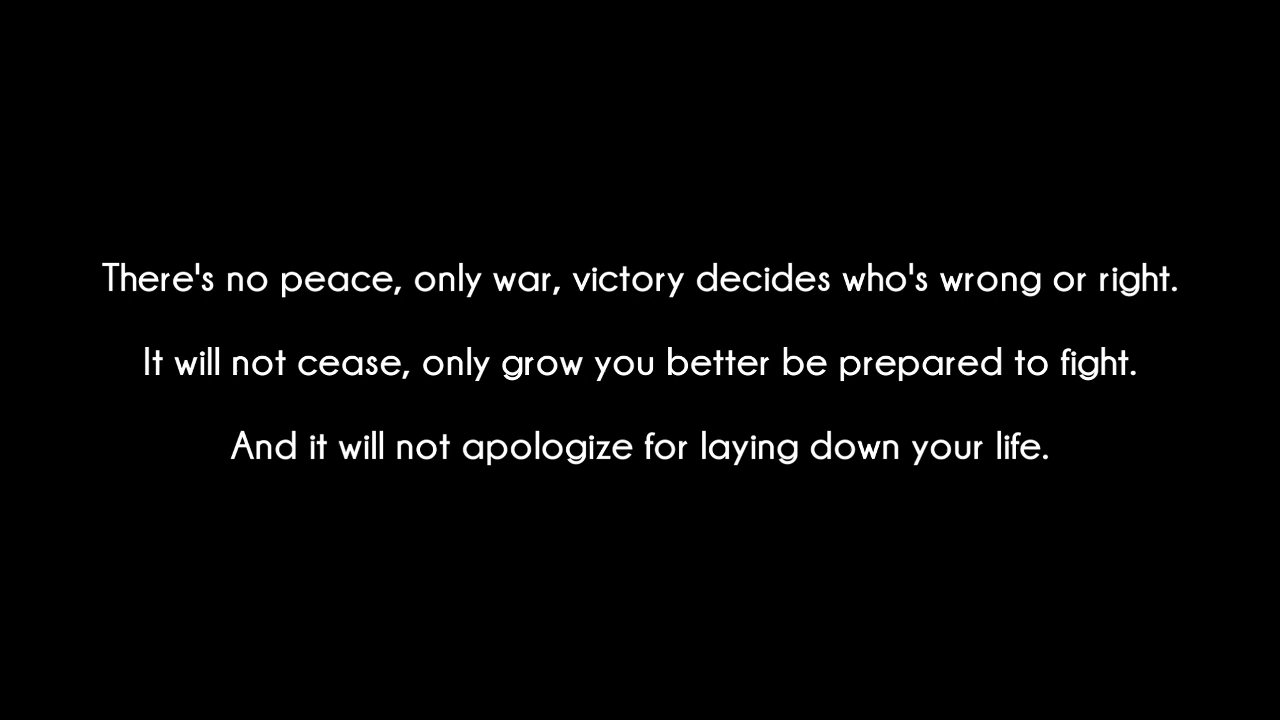 There's no peace, only war, victory decides who's wrong or right.
It will not cease, only grow you better be prepared to fight.
And it will not apologize for laying down your life.